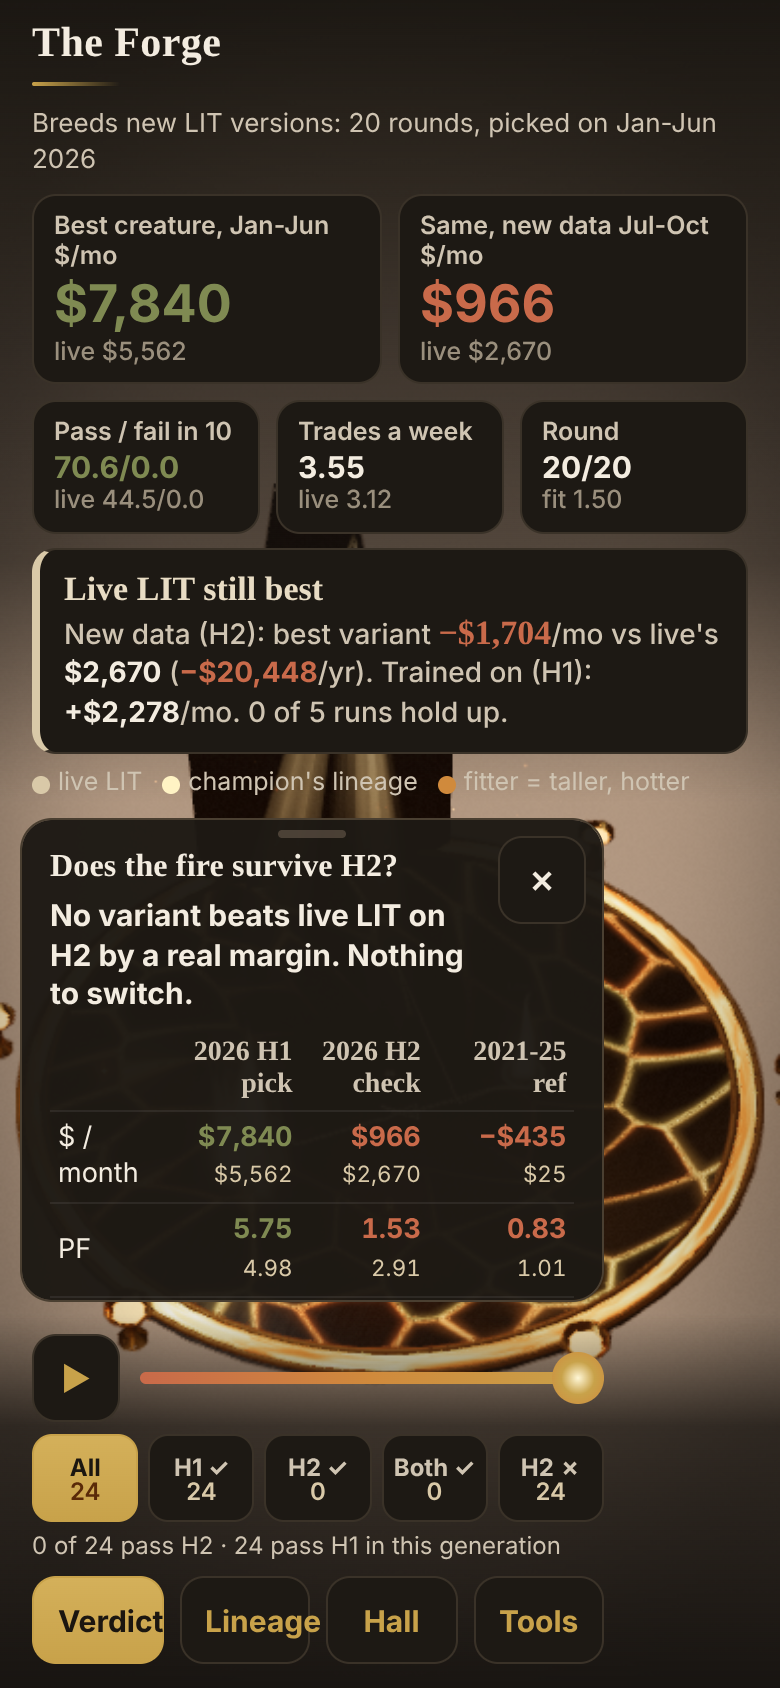 The Forge
Breeds new LIT versions: 20 rounds, picked on Jan-Jun
2026
Best creature, Jan-Jun
$/mo
$7,840
live $5,562
Same, new data Jul-Oct
$/mo
$966
live $2,670
Pass / fail in 10
70.6/0.0
live 44.5/0.0
Trades a week
3.55
live 3.12
Round
20/20
fit 1.50
Live LIT still best
New data (H2): best variant −$1,704/mo vs live's
$2,670 (−$20,448/yr). Trained on (H1):
+$2,278/mo. 0 of 5 runs hold up.
live LIT · champion's lineage fitter = taller, hotter
Does the fire survive H2?
×
No variant beats live LIT on
H2 by a real margin. Nothing
to switch.
2026 H1 2026 H2 2021-25
pick check ref
$ / $7,840 $966 −$435
month $5,562 $2,670 $25
5.75 1.53 0.83
PF
4.98 2.91 1.01
All H1 ✓ H2 ✓ Both ✓ H2 ×
24 24 0 0 24
0 of 24 pass H2 · 24 pass H1 in this generation
Verdict Lineage Hall Tools